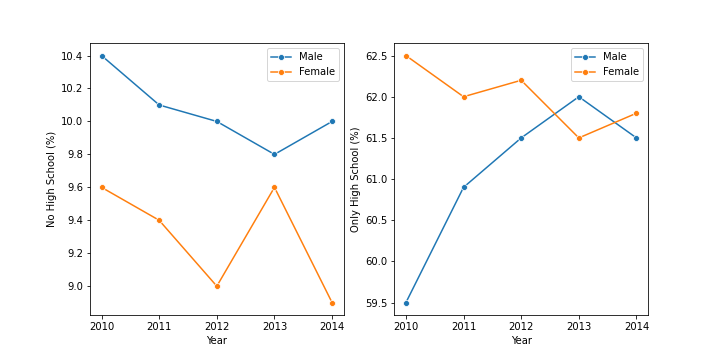 10.4
10.2
10.0
9.8
9.6
9.4
9.2
9.0
No High School (%)
2010 2011 2012 2013 2014
Year
Male
Female
62.5
62.0
61.5
61.0
60.5
60.0
59.5
Only High School (%)
2010 2011 2012 2013 2014
Year
Male
Female